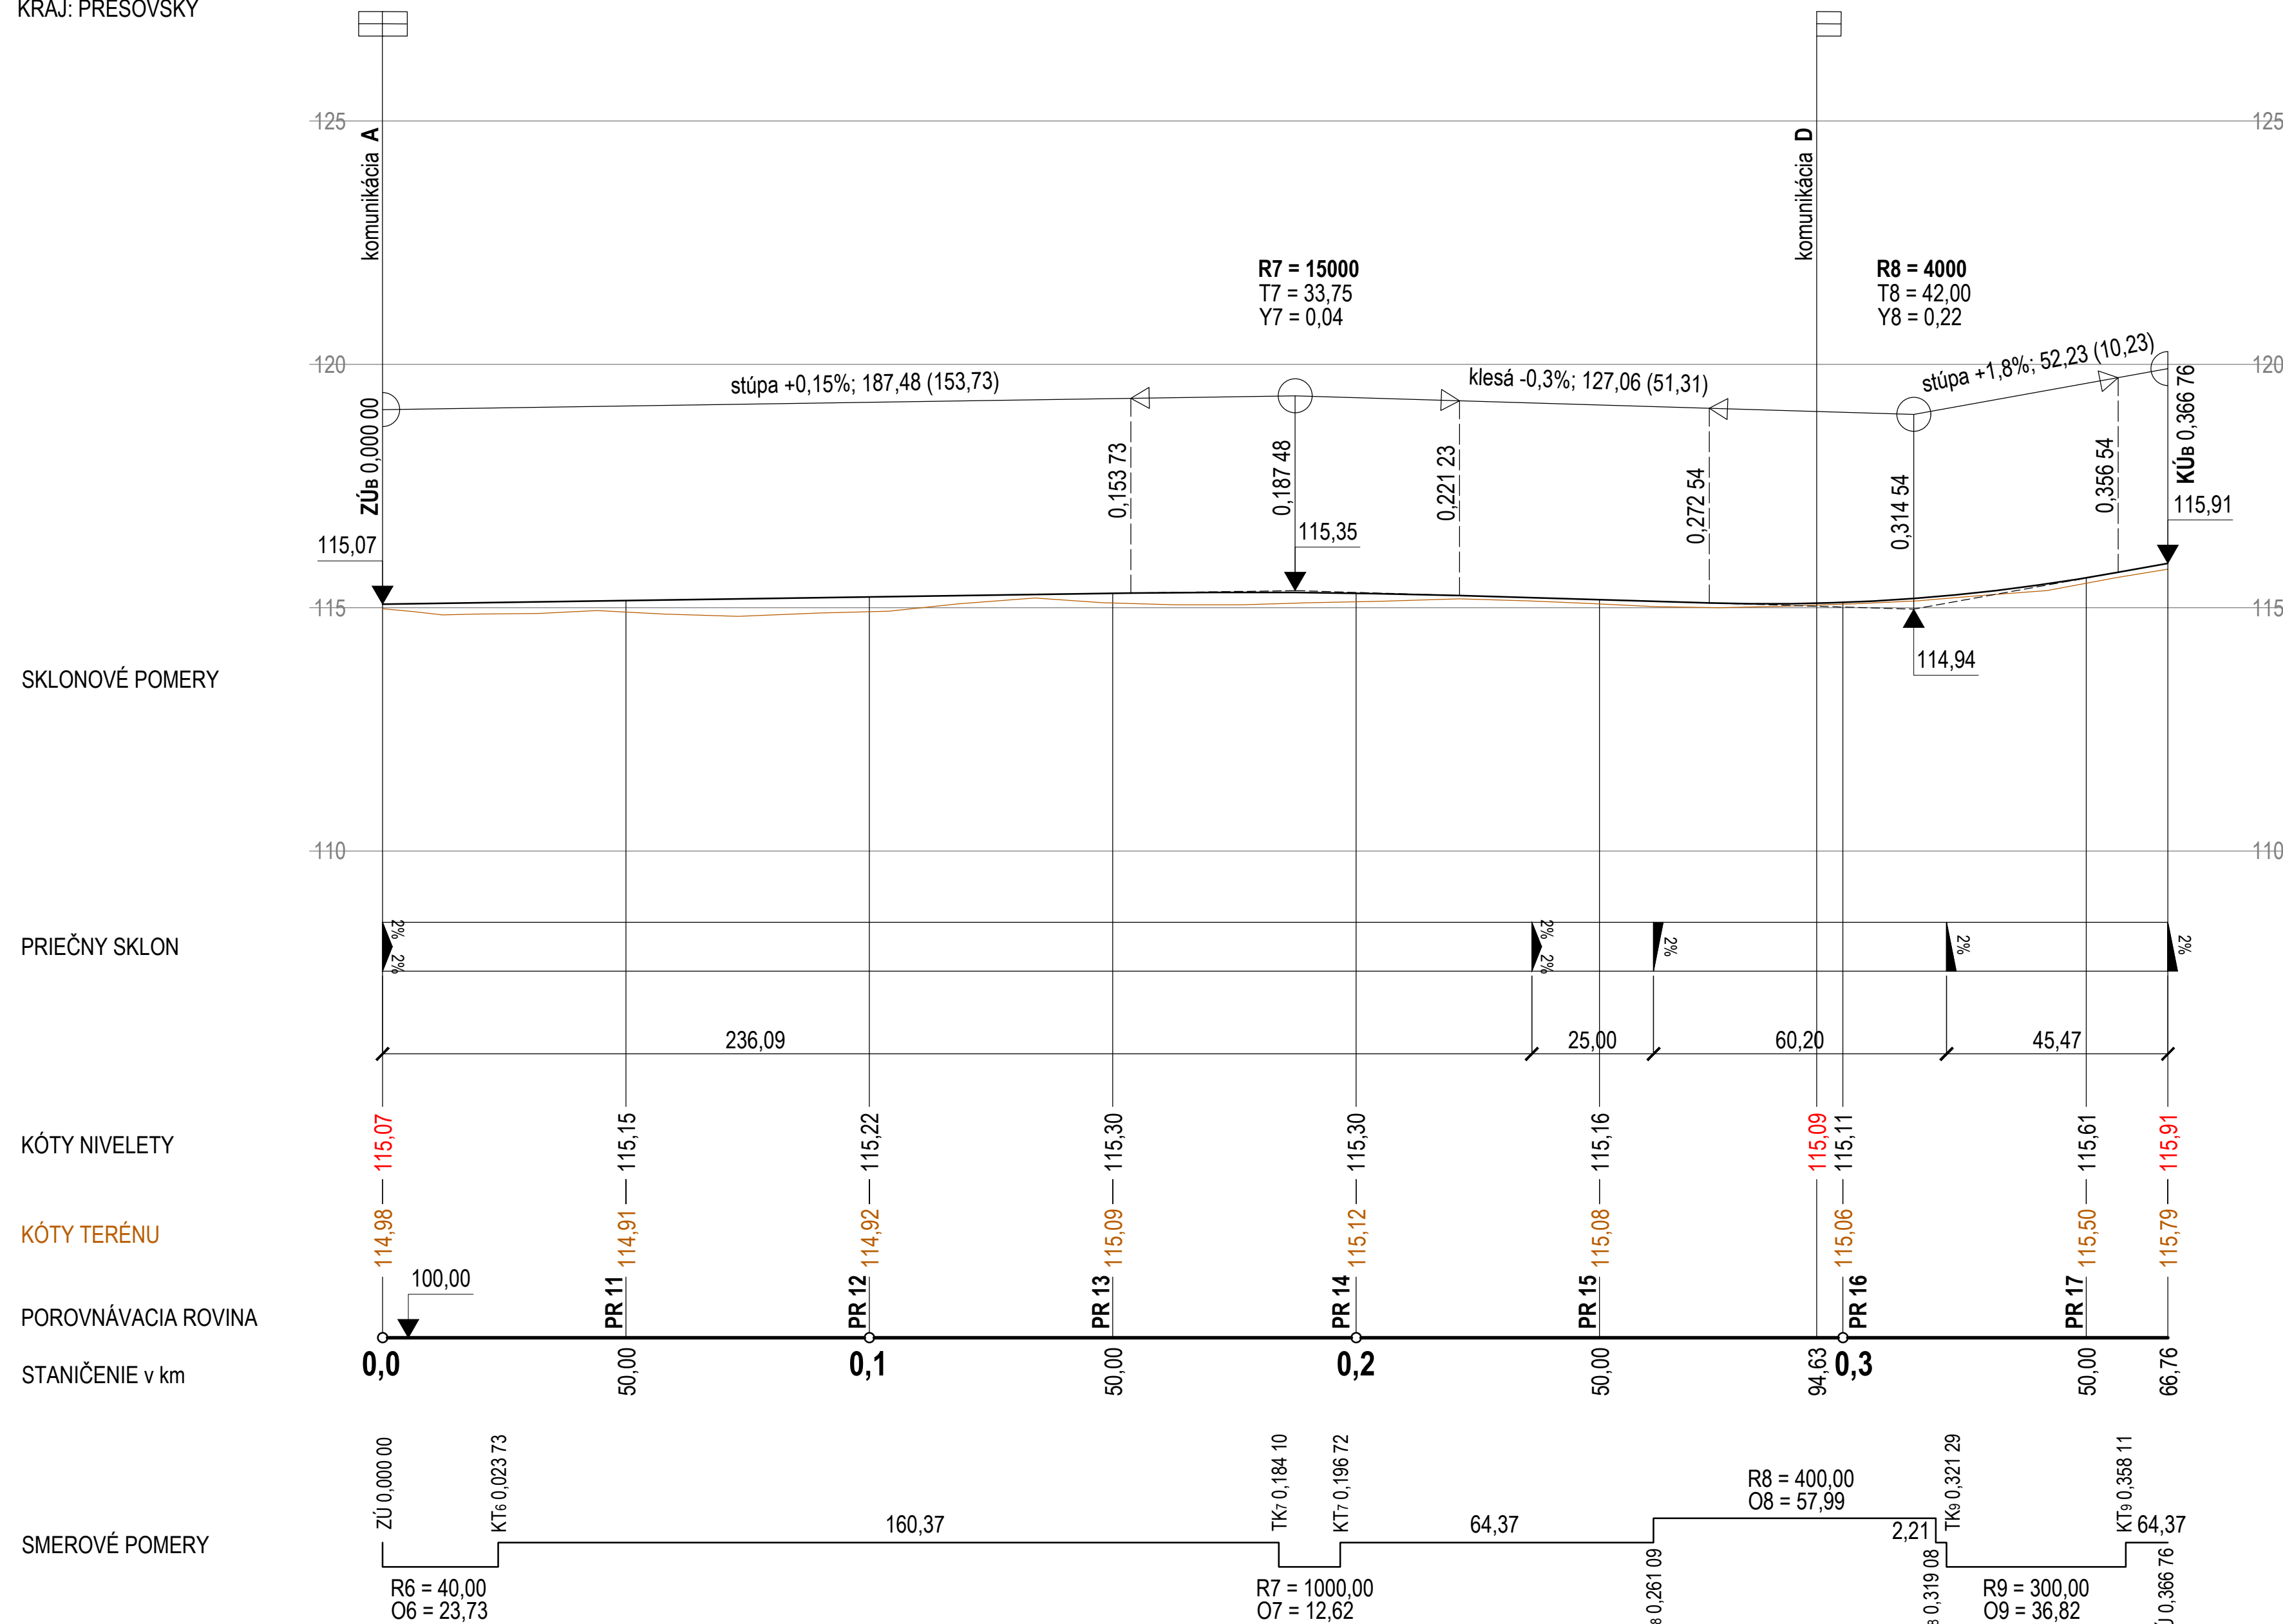 KRAJ: PREŠOVSKÝ
125
125
komunikácia A
komunikácia D
R7 = 15000
T7 = 33,75
Y7 = 0,04
R8 = 4000
T8 = 42,00
Y8 = 0,22
120
120
stúpa +0,15%; 187,48 (153,73)
klesá -0,3%; 127,06 (51,31)
stúpa +1,8%; 52,23 (10,23)
ZÚB 0,000 00
0,153 73
0,187 48
0,221 23
0,272 54
0,314 54
0,356 54
KÚB 0,366 76
115,07
115,35
115,91
115
115
114,94
SKLONOVÉ POMERY
110
110
PRIEČNY SKLON
2%
2%
2%
2%
2%
2%
2%
236,09
25,00
60,20
45,47
KÓTY NIVELETY
115,07
115,15
115,22
115,30
115,30
115,16
115,09
115,11
115,61
115,91
KÓTY TERÉNU
114,98
114,91
114,92
115,09
115,12
115,08
115,06
115,50
115,79
100,00
POROVNÁVACIA ROVINA
PR 11
PR 12
PR 13
PR 14
PR 15
PR 16
PR 17
STANIČENIE v km
0,0
50,00
0,1
50,00
0,2
50,00
94,63
0,3
50,00
66,76
SMEROVÉ POMERY
ZÚ 0,000 00
KT6 0,023 73
TK7 0,184 10
KT7 0,196 72
TK9 0,321 29
KT9 0,358 11
160,37
64,37
R8 = 400,00
O8 = 57,99
2,21
64,37
R6 = 40,00
O6 = 23,73
R7 = 1000,00
O7 = 12,62
8 0,261 09
8 0,319 08
R9 = 300,00
O9 = 36,82
0,366 76